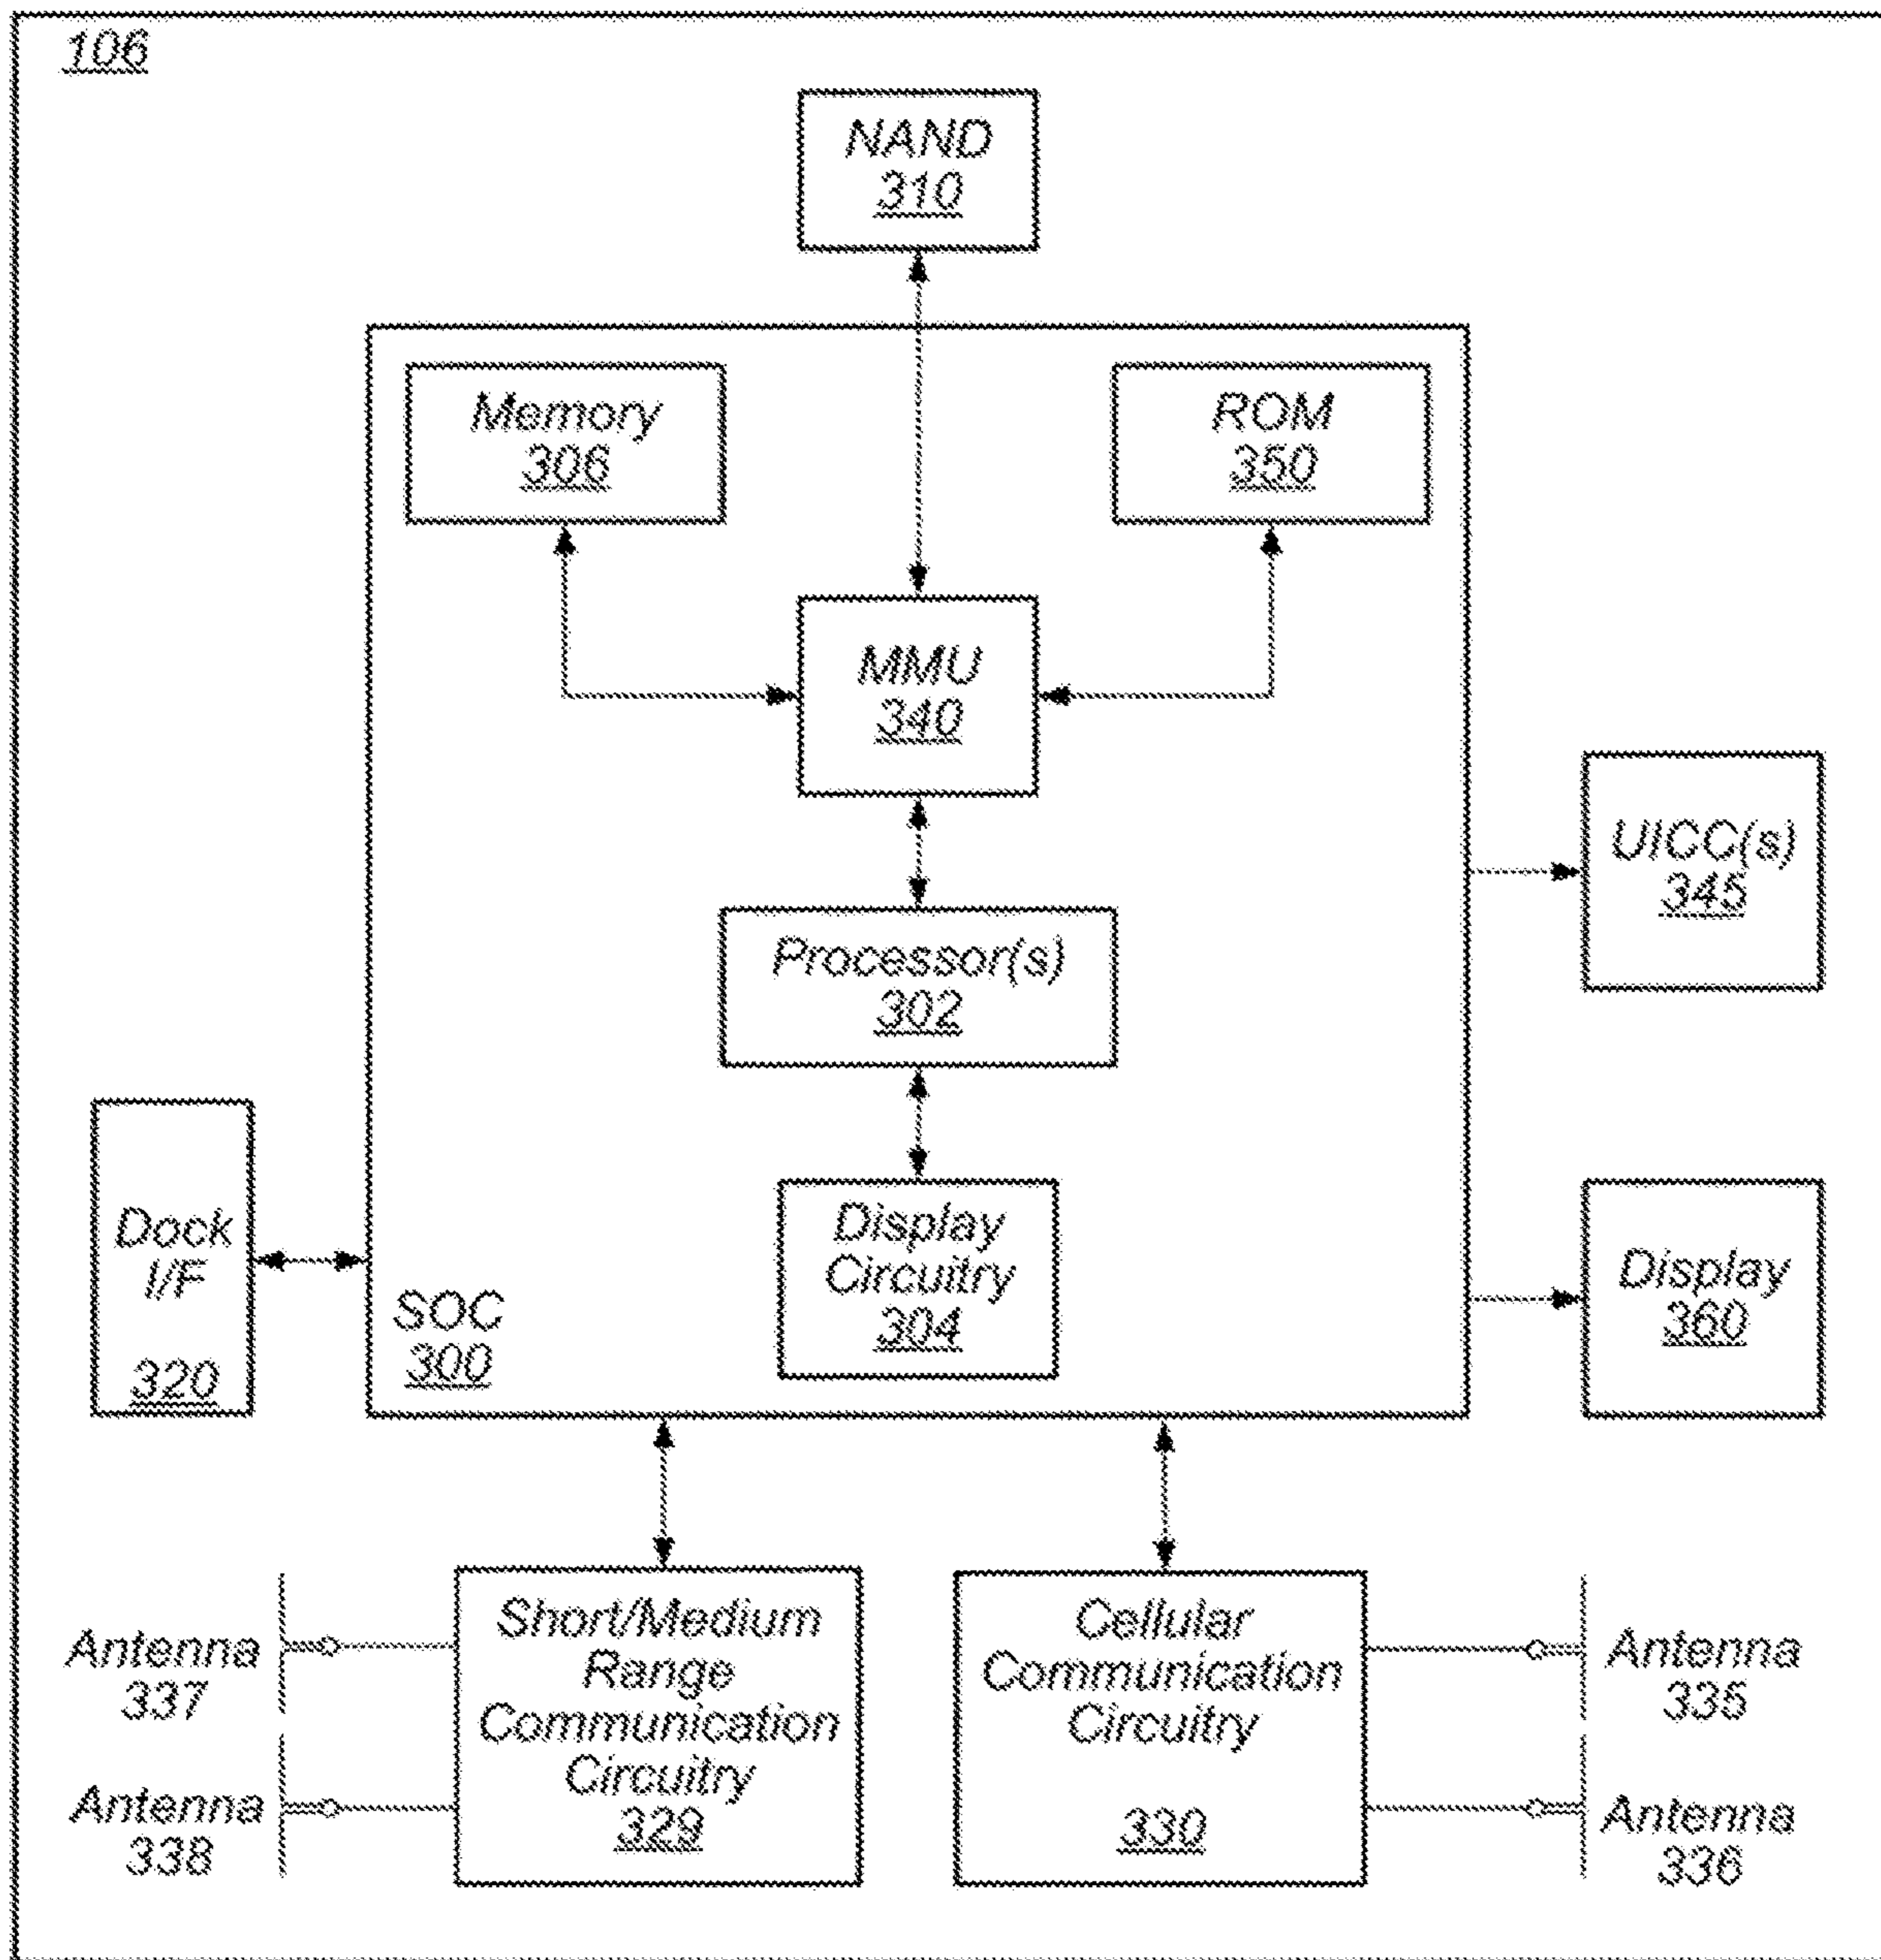 106
NAND
310
Memory
306
ROM
350
MMU
340
UICC(s)
345
Processor(s)
302
Dock
I/F
320
Display
Circuitry
304
SOC
300
Display
360
Short/Medium
Range
Communication
Circuitry
329
Cellular
Communication
Circuitry
330
Antenna
337
Antenna
338
Antenna
335
Antenna
336